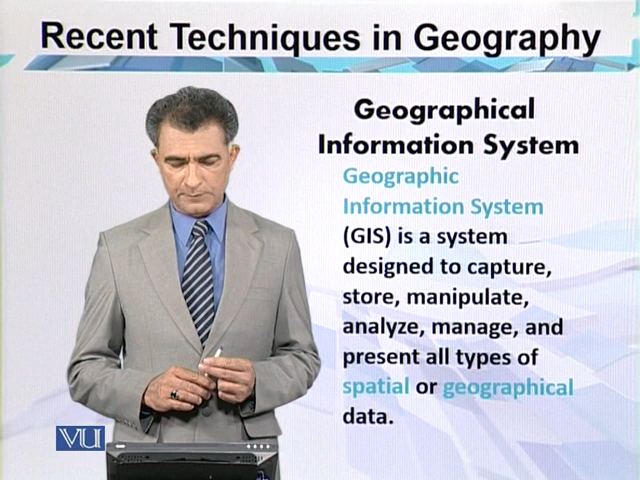 Recent Techniques in Geography
Geographical
Information System
Geographic
Information System
(GIS) is a system
designed to capture,
store, manipulate,
analyze, manage, and
present all types of
spatial or geographical
data.
VU